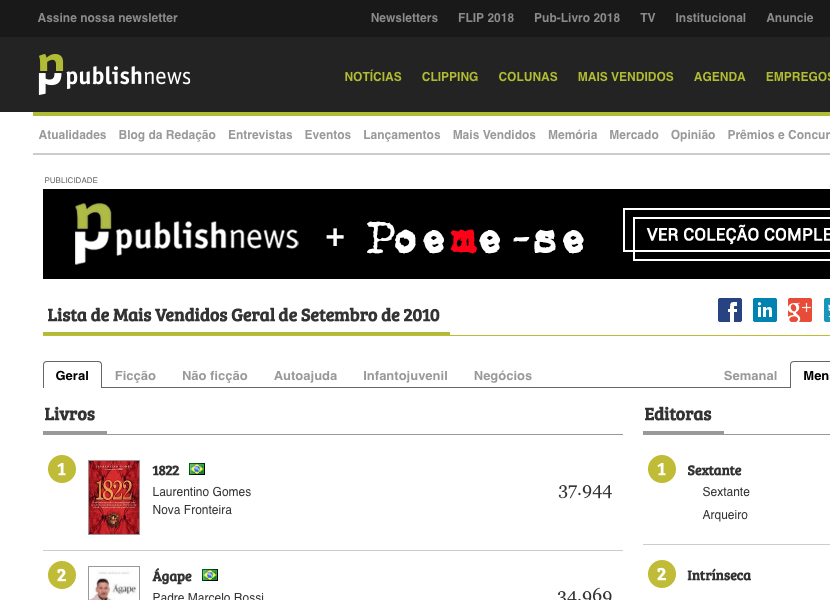 Assine nossa newsletter
Newsletters FLIP 2018 Pub-Livro 2018 TV Institucional Anuncie
publishnews
NOTÍCIAS CLIPPING COLUNAS MAIS VENDIDOS AGENDA EMPREGOS
Atualidades Blog da Redação Entrevistas Eventos Lançamentos Mais Vendidos Memória Mercado Opinião Prêmios e Concur
PUBLICIDADE
publishnews + Poeme-se VER COLEÇÃO COMPLE
Lista de Mais Vendidos Geral de Setembro de 2010
Geral Ficção Não ficção Autoajuda Infantojuvenil Negócios Semanal Men
Livros
1
1822
1822
Laurentino Gomes
Nova Fronteira
37.944
2
Ágape
Ágape
Padre Marcelo Rossi
34.969
Editoras
1
Sextante
Sextante
Arqueiro
2
Intrínseca